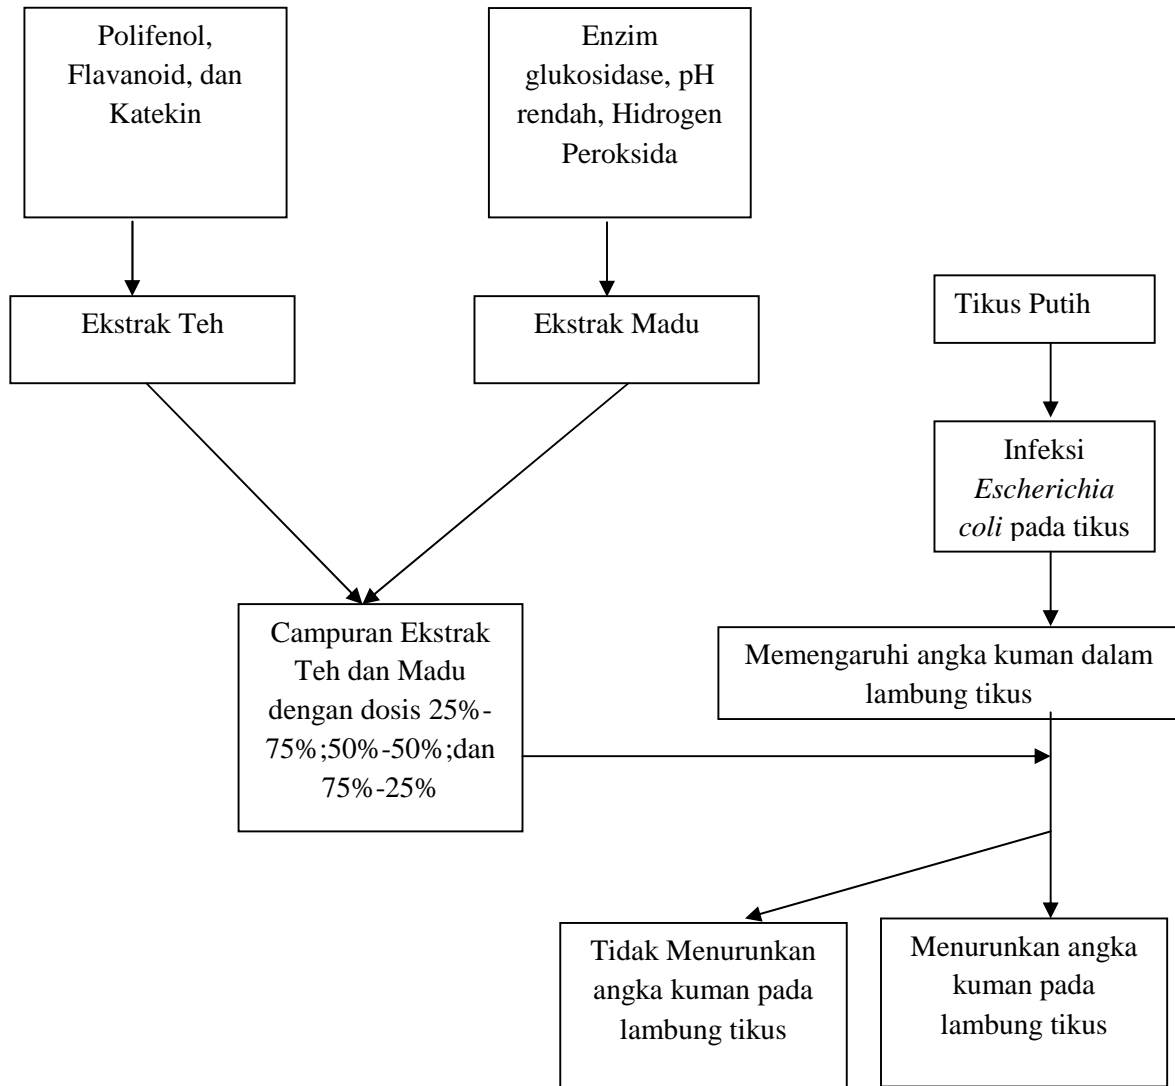 Polifenol,
Flavanoid, dan
Katekin
Enzim
glukosidase, pH
rendah, Hidrogen
Peroksida
Ekstrak Teh
Ekstrak Madu
Tikus Putih
Infeksi
Escherichia
coli pada tikus
Campuran Ekstrak
Teh dan Madu
dengan dosis 25%-
75%;50%-50%;dan
75%-25%
Memengaruhi angka kuman dalam
lambung tikus
Tidak Menurunkan
angka kuman pada
lambung tikus
Menurunkan angka
kuman pada
lambung tikus